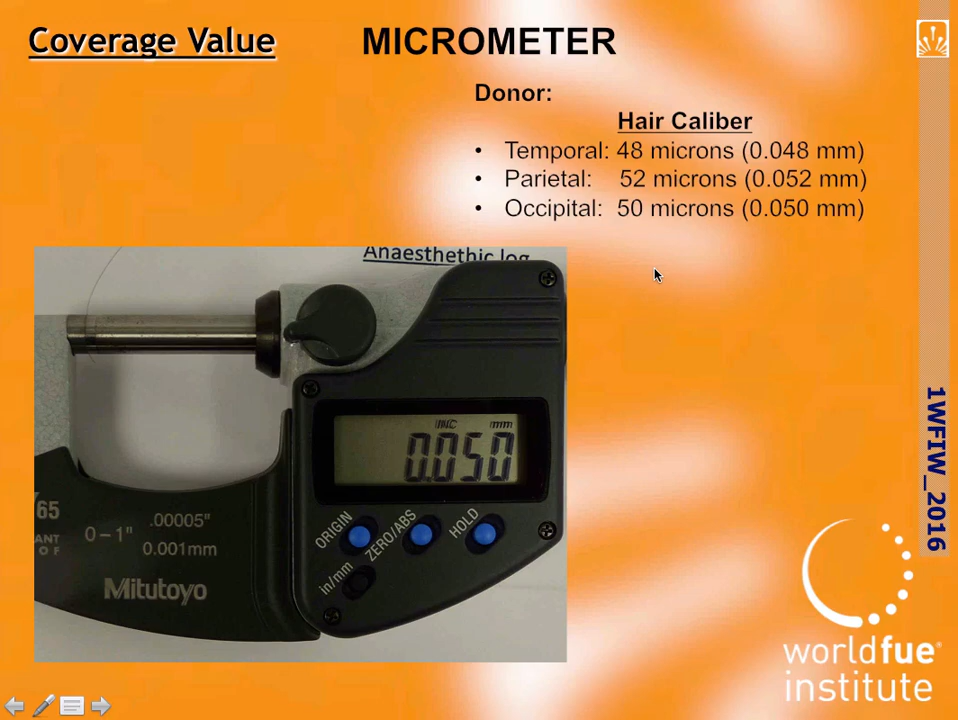 Coverage Value
MICROMETER
Donor:
Hair Caliber
• Temporal: 48 microns (0.048 mm)
• Parietal: 52 microns (0.052 mm)
• Occipital: 50 microns (0.050 mm)
Anaesthethic log
INC mm
0.050
ORIGIN
ZERO/ABS
HOLD
in/mm
65
ANT
O F
0-1" .00005"
0.001mm
Mitutoyo
1WFIW_2016
worldfue®
institute